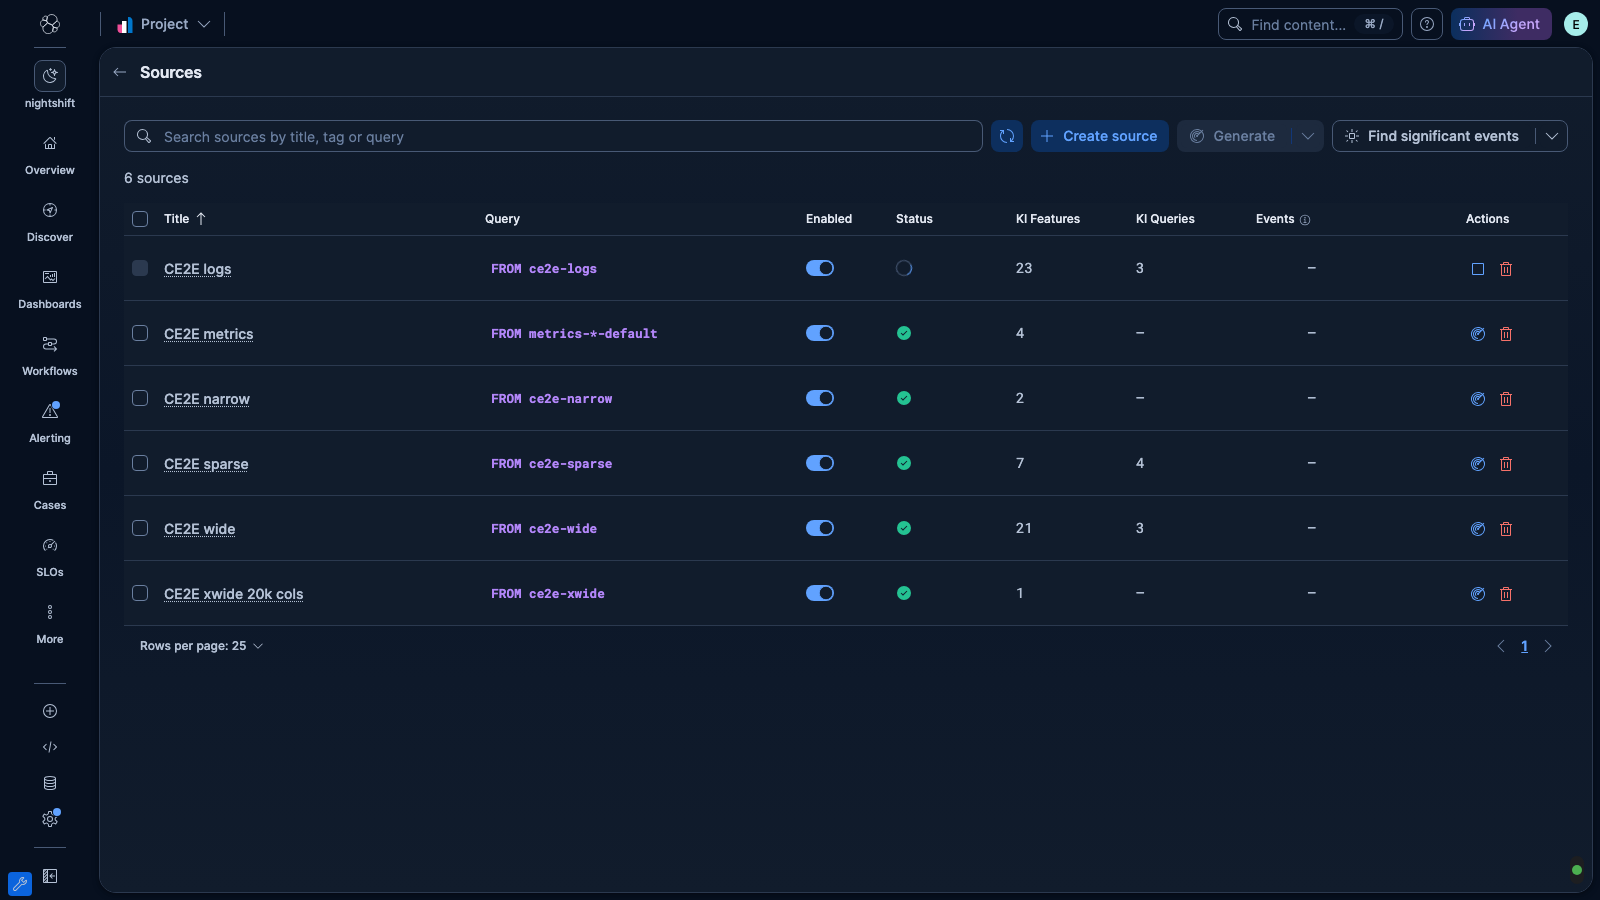 Project
Find content...
⌘ /
AI Agent
E
nightshift
Overview
Discover
Dashboards
Workflows
Alerting
Cases
SLOs
More
Sources
Search sources by title, tag or query
Create source
Generate
Find significant events
6 sources
Title Query Enabled Status KI Features KI Queries Events Actions
CE2E logs FROM ce2e-logs 23 3 –
CE2E metrics FROM metrics-*-default 4 – –
CE2E narrow FROM ce2e-narrow 2 – –
CE2E sparse FROM ce2e-sparse 7 4 –
CE2E wide FROM ce2e-wide 21 3 –
CE2E xwide 20k cols FROM ce2e-xwide 1 – –
Rows per page: 25
1